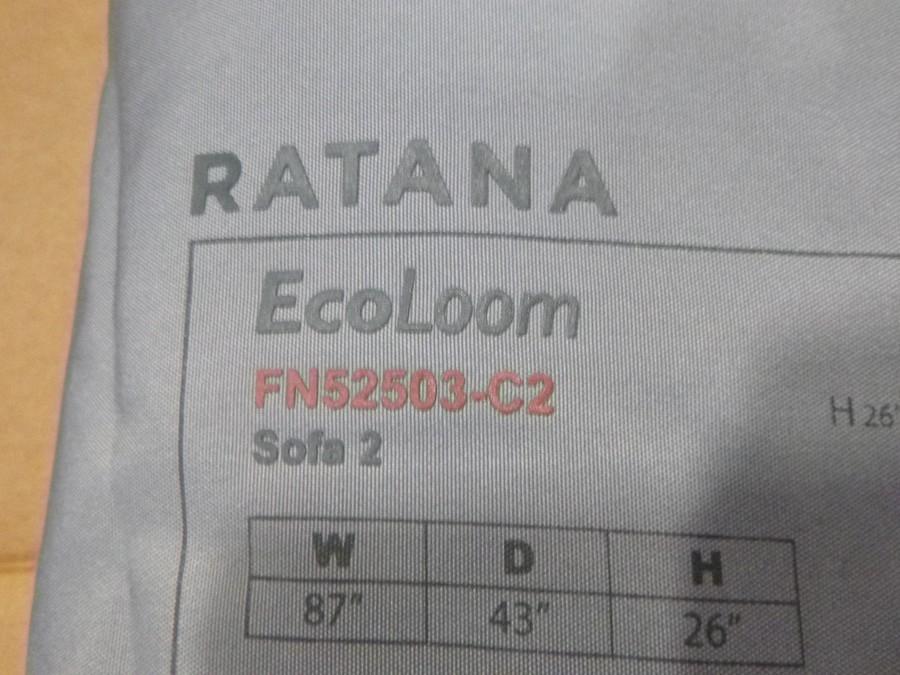 RATANA
EcoLoom
FN52503-C2
Sofa 2
H 26"
W D H
87" 43" 26"